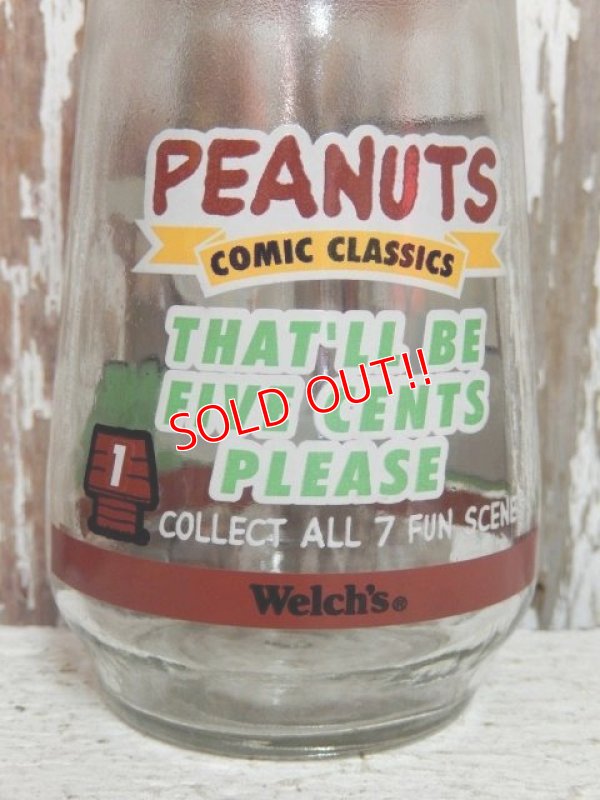 PEANUTS
COMIC CLASSICS
THAT'LL BE
FIVE CENTS
PLEASE
SOLD OUT!!
1
COLLECT ALL 7 FUN SCENE
Welch's®